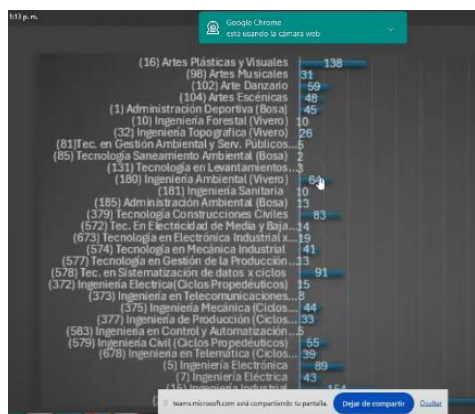 1:13 p. m.
Google Chrome
está usando la cámara web
(16) Artes Plásticas y Visuales 138
(98) Artes Musicales 31
(102) Arte Danzario 59
(104) Artes Escénicas 48
(1) Administración Deportiva (Bosa) 45
(10) Ingeniería Forestal (Vivero) 10
(32) Ingeniería Topografica (Vivero) 26
(81)Tec. en Gestión Ambiental y Serv. Públicos...
(85) Tecnología Saneamiento Ambiental (Bosa) 2
(131) Tecnología en Levantamientos...
(180) Ingeniería Ambiental (Vivero) 64
(181) Ingeniería Sanitaria 10
(185) Administración Ambiental (Bosa) 13
(379) Tecnología Construcciones Civiles 83
(572) Tec. En Electricidad de Media y Baja... 14
(673) Tecnología en Electrónica Industrial x... 19
(574) Tecnología en Mecánica Industrial 41
(577) Tecnología en Gestión de la Producción... 13
(578) Tec. en Sistematización de datos x ciclos 91
(372) Ingeniería Electrica(Ciclos Propedéuticos) 15
(373) Ingeniería en Telecomunicaciones... 8
(375) Ingeniería Mecánica (Ciclos... 44
(377) Ingeniería de Producción (Ciclos... 33
(583) Ingeniería en Control y Automatización...
(579) Ingeniería Civil (Ciclos Propedéuticos) 55
(678) Ingeniería en Telemática (Ciclos... 39
(5) Ingeniería Electrónica 89
(7) Ingeniería Eléctrica 43
(15) Ingeniería Industrial 154
teams.microsoft.com está compartiendo tu pantalla. Dejar de compartir Ocultar